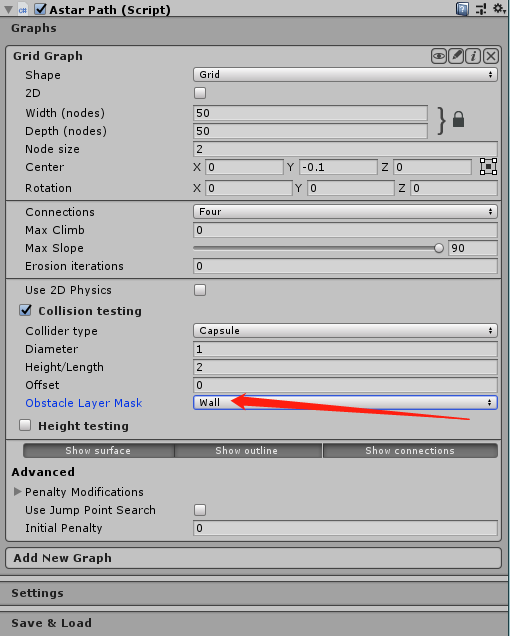 Astar Path (Script)
Graphs
Grid Graph
Shape Grid
2D
Width (nodes) 50
Depth (nodes) 50
Node size 2
Center X 0 Y -0.1 Z 0
Rotation X 0 Y 0 Z 0
Connections Four
Max Climb 0
Max Slope 90
Erosion iterations 0
Use 2D Physics
Collision testing
Collider type Capsule
Diameter 1
Height/Length 2
Offset 0
Obstacle Layer Mask Wall
Height testing
Show surface Show outline Show connections
Advanced
Penalty Modifications
Use Jump Point Search
Initial Penalty 0
Add New Graph
Settings
Save & Load